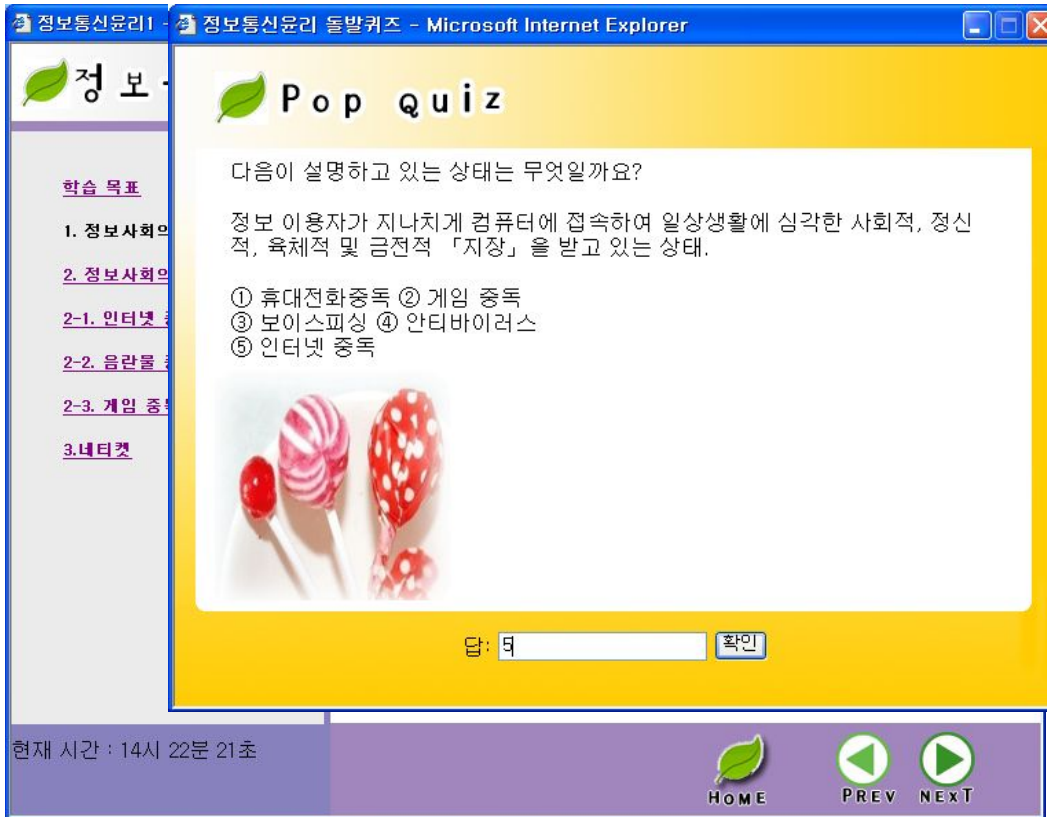 정보통신윤리1 -
정보통신윤리 돌발퀴즈 - Microsoft Internet Explorer
정 보
Pop quiz
학습 목표
1. 정보사회의
2. 정보사회의
2-1. 인터넷
2-2. 음란물
2-3. 게임 중독
3.네티켓
다음이 설명하고 있는 상태는 무엇일까요?
정보 이용자가 지나치게 컴퓨터에 접속하여 일상생활에 심각한 사회적, 정신
적, 육체적 및 금전적 「지장」을 받고 있는 상태.
① 휴대전화중독 ② 게임 중독
③ 보이스피싱 ④ 안티바이러스
⑤ 인터넷 중독
답: 5 확인
현재 시간 : 14시 22분 21초
HOME PREV NEXT